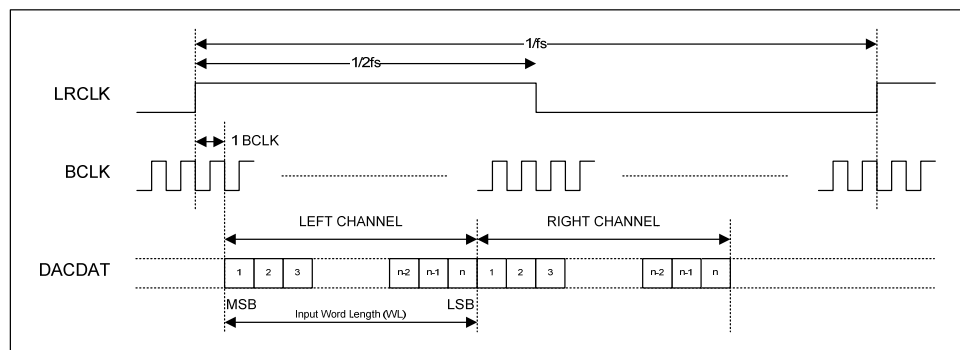 1/fs
1/2fs
LRCLK
1 BCLK
BCLK
LEFT CHANNEL
RIGHT CHANNEL
DACDAT
1 2 3 n-2 n-1 n 1 2 3 n-2 n-1 n
MSB LSB
Input Word Length (WL)